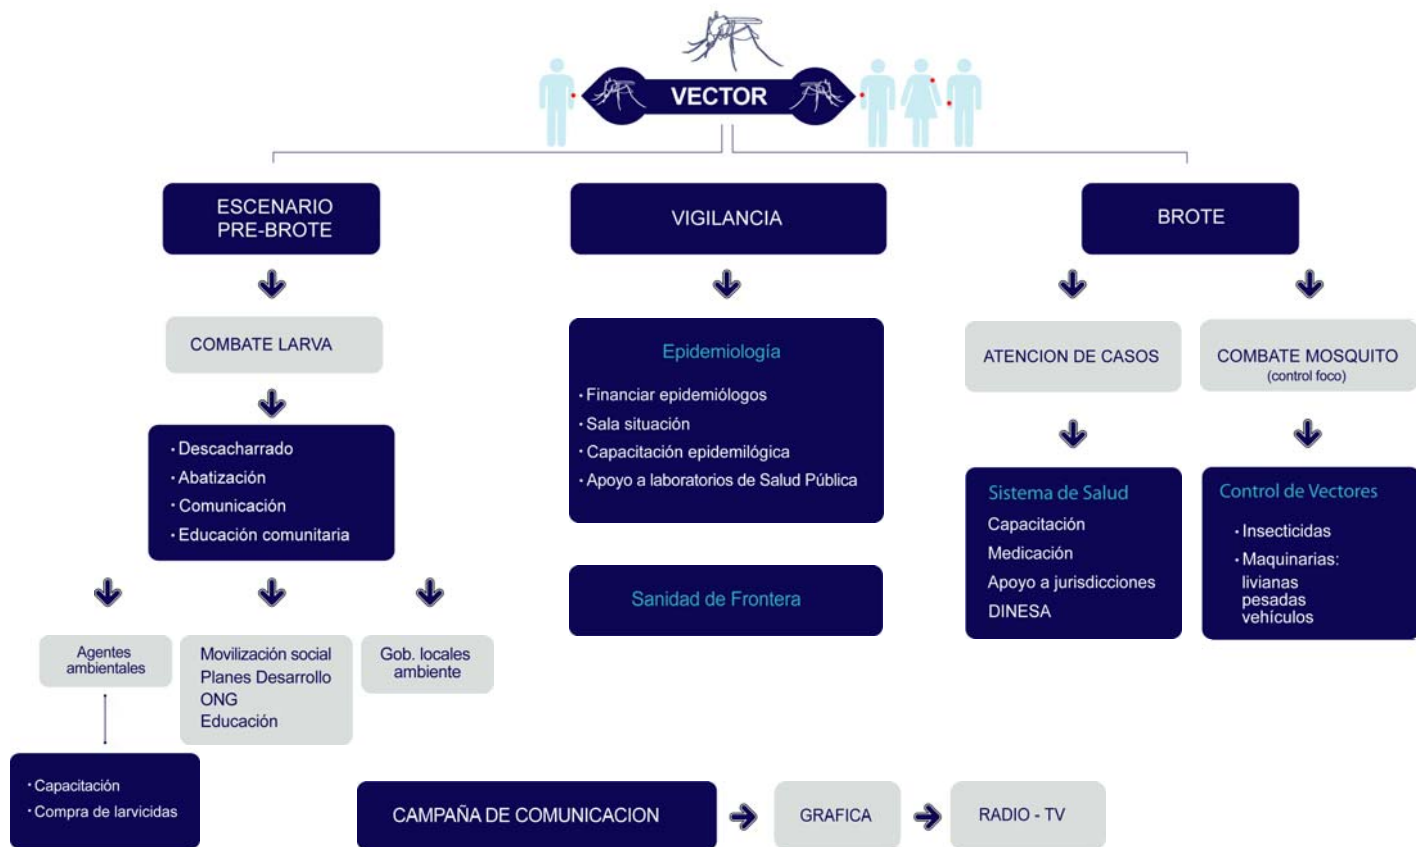 VECTOR
ESCENARIO
PRE-BROTE
COMBATE LARVA
· Descacharrado
· Abatización
· Comunicación
· Educación comunitaria
Agentes
ambientales
Movilización social
Planes Desarrollo
ONG
Educación
Gob. locales
ambiente
· Capacitación
· Compra de larvicidas
VIGILANCIA
Epidemiología
· Financiar epidemiólogos
· Sala situación
· Capacitación epidemilógica
· Apoyo a laboratorios de Salud Pública
Sanidad de Frontera
BROTE
ATENCION DE CASOS
Sistema de Salud
Capacitación
Medicación
Apoyo a jurisdicciones
DINESA
COMBATE MOSQUITO
(control foco)
Control de Vectores
· Insecticidas
· Maquinarias:
livianas
pesadas
vehículos
CAMPAÑA DE COMUNICACION
GRAFICA
RADIO - TV